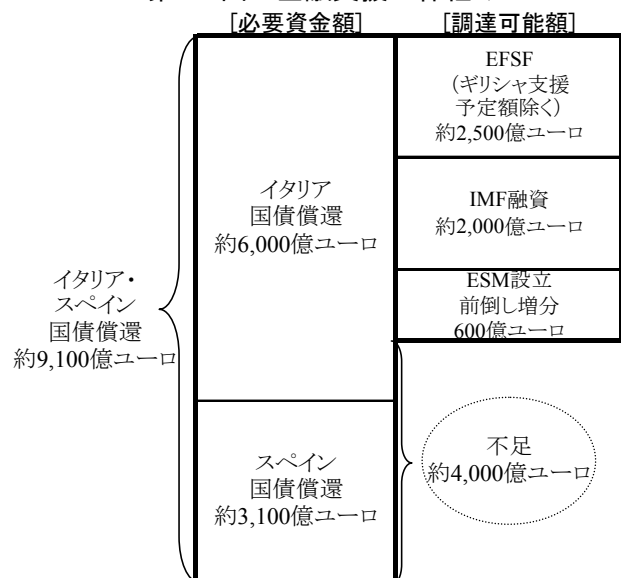 [必要資金額]
[調達可能額]
イタリア・
スペイン
国債償還
約9,100億ユーロ
イタリア
国債償還
約6,000億ユーロ
スペイン
国債償還
約3,100億ユーロ
EFSF
(ギリシャ支援
予定額除く)
約2,500億ユーロ
IMF融資
約2,000億ユーロ
ESM設立
前倒し増分
600億ユーロ
不足
約4,000億ユーロ